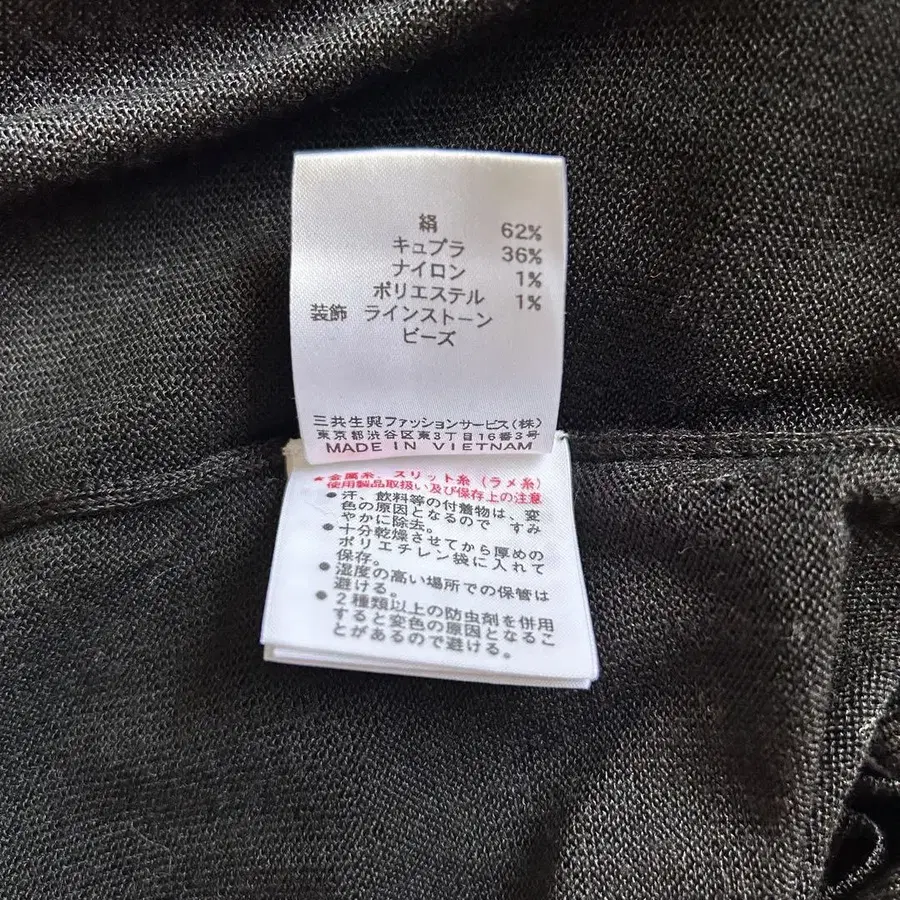 絹 62%
キュプラ 36%
ナイロン 1%
ポリエステル 1%
装飾 ラインストーン
ビーズ
三共生興ファッションサービス(株)
東京都渋谷区東3丁目16番3号
MADE IN VIETNAM
★金属糸、スリット糸(ラメ糸)
使用製品取扱い及び保存上の注意
●汗、飲料等の付着物は、変
色の原因となるので すみ
やかに除去。
●十分乾燥させてから厚めの
ポリエチレン袋に入れて
保存。
●湿度の高い場所での保管は
避ける。
●2種類以上の防虫剤を併用
すると変色の原因となるこ
とがあるので避ける。